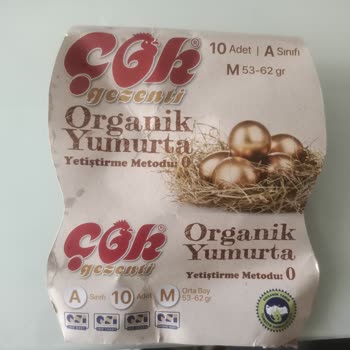 ÇOK®
gezenti
10 Adet | A Sınıfı
M 53-62 gr
Organik
Yumurta
Yetiştirme Metodu: 0
ÇOK
gezenti
Organik
Yumurta
Yetiştirme Metodu: 0
A Sınıfı 10 Adet M Orta Boy
53-62 gr